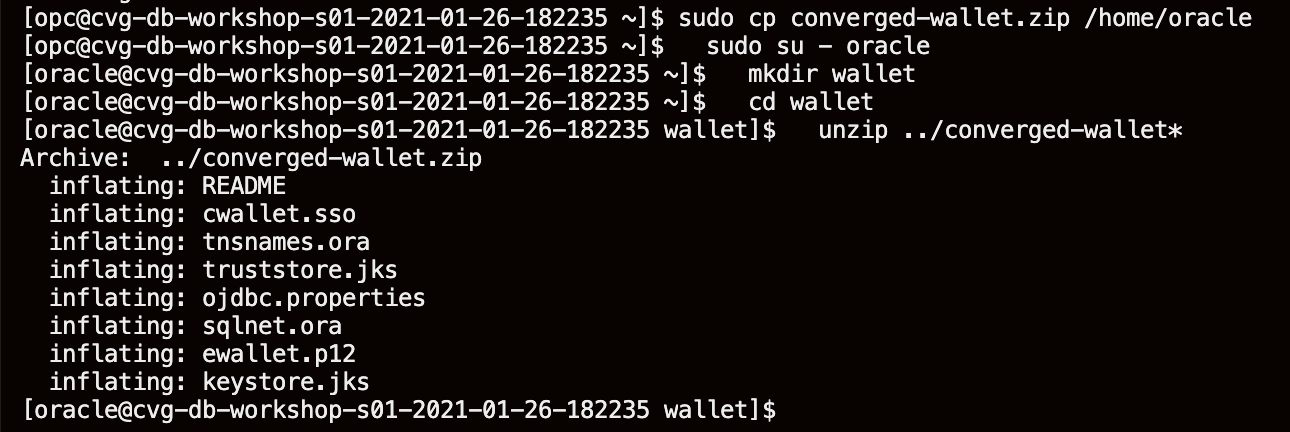 [opc@cvg-db-workshop-s01-2021-01-26-182235 ~]$ sudo cp converged-wallet.zip /home/oracle
[opc@cvg-db-workshop-s01-2021-01-26-182235 ~]$   sudo su - oracle
[oracle@cvg-db-workshop-s01-2021-01-26-182235 ~]$   mkdir wallet
[oracle@cvg-db-workshop-s01-2021-01-26-182235 ~]$   cd wallet
[oracle@cvg-db-workshop-s01-2021-01-26-182235 wallet]$   unzip ../converged-wallet*
Archive:  ../converged-wallet.zip
  inflating: README
  inflating: cwallet.sso
  inflating: tnsnames.ora
  inflating: truststore.jks
  inflating: ojdbc.properties
  inflating: sqlnet.ora
  inflating: ewallet.p12
  inflating: keystore.jks
[oracle@cvg-db-workshop-s01-2021-01-26-182235 wallet]$